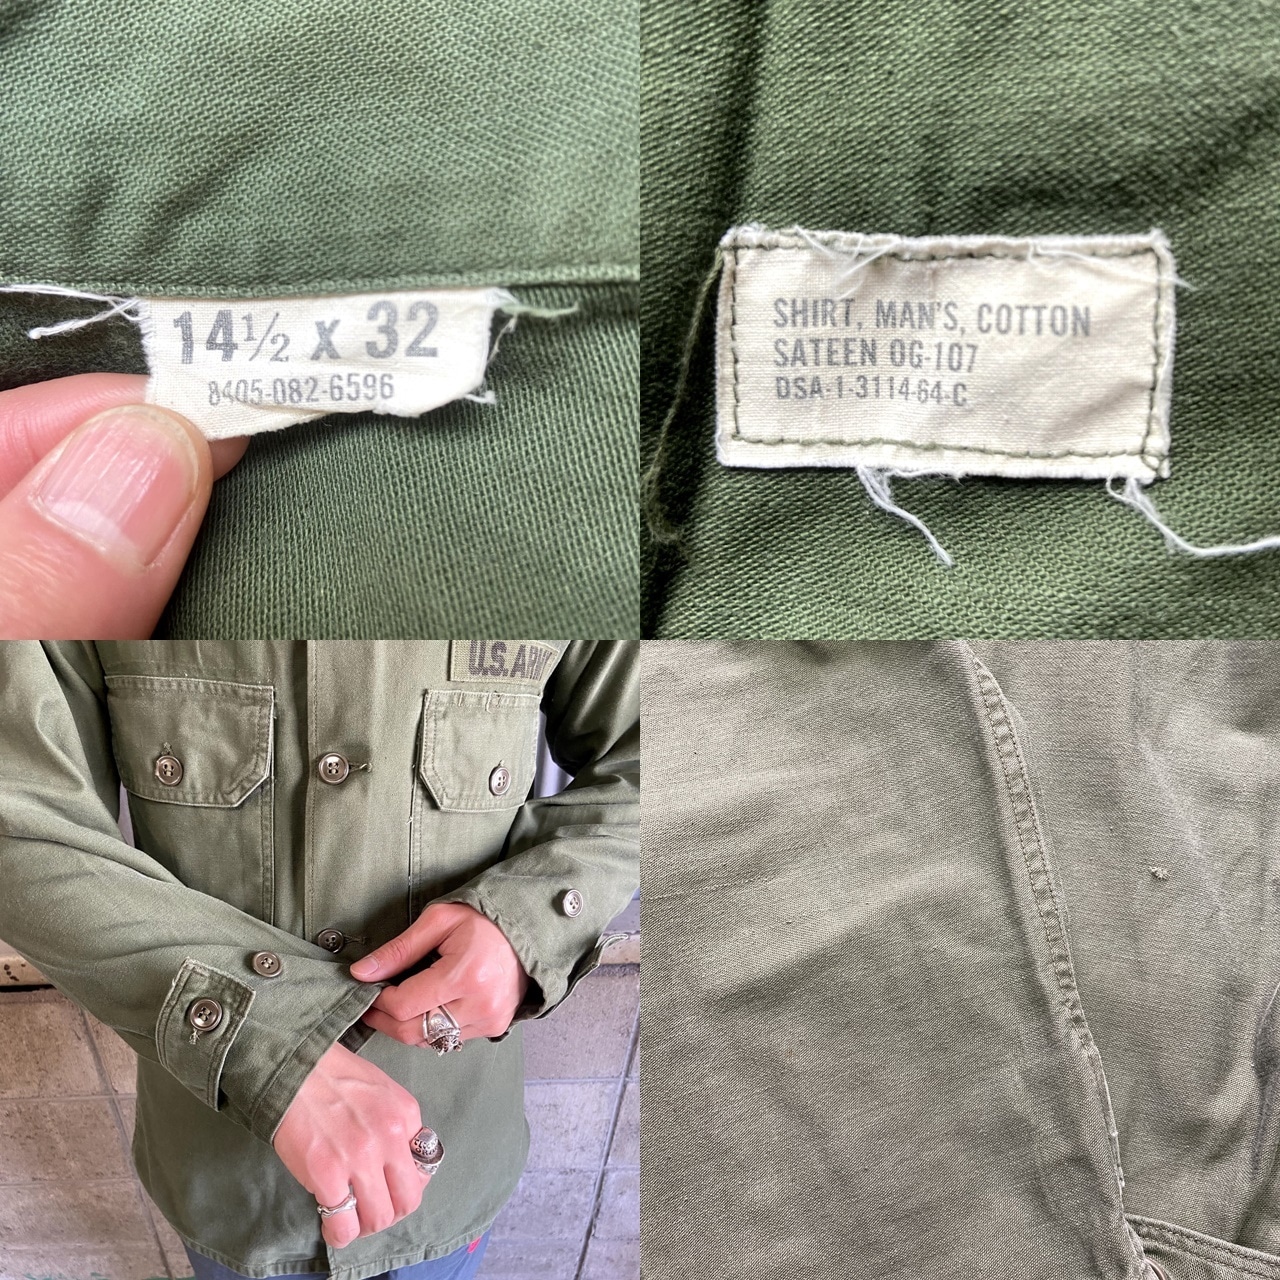 14½ x 32
8405-082-6596
SHIRT, MAN'S, COTTON
SATEEN OG-107
DSA-1-3114-64-C
U.S. ARMY